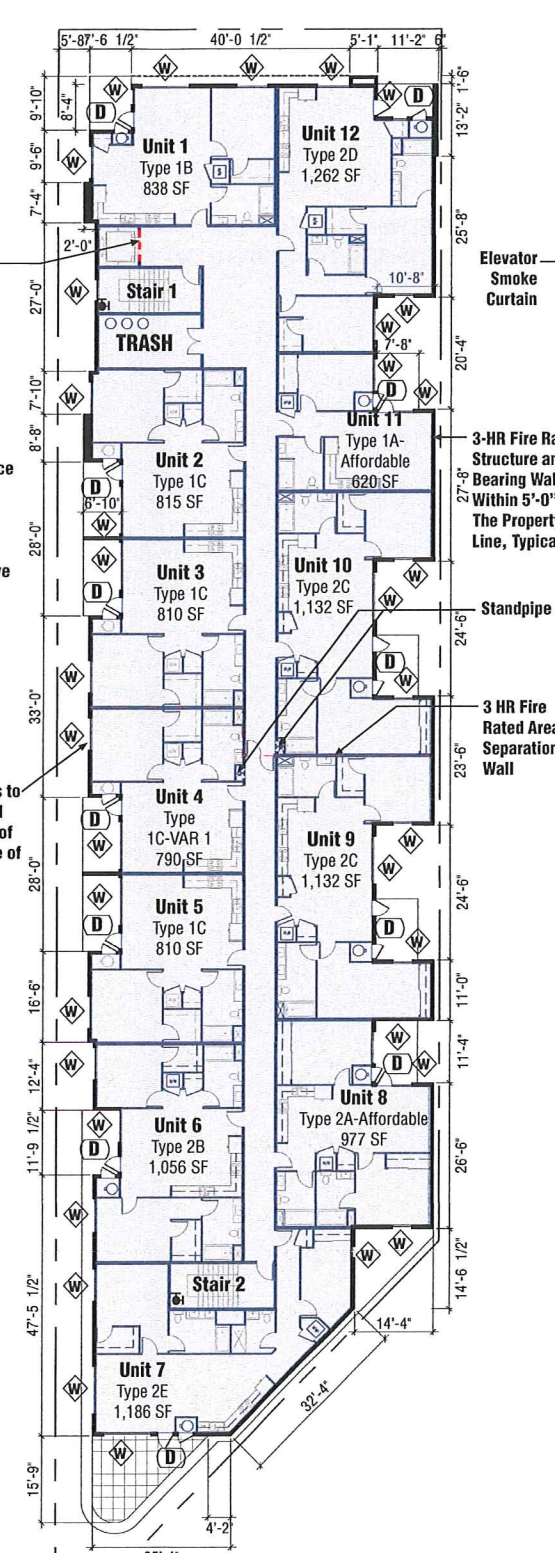 5'-8"
7'-6 1/2"
40'-0 1/2"
5'-1"
11'-2
6"
W
W
W
1'-6"
9'-10"
8'-4"
W
D
W
D
13'-2"
9'-6"
W
Unit 1
Type 1B
838 SF
Unit 12
Type 2D
1,262 SF
7'-4"
25'-8"
2'-0"
10'-8"
Elevator
Smoke
Curtain
27'-0"
W
Stair 1
W
W
TRASH
7'-8"
20'-4"
W
D
W
7'-10"
W
8'-8"
Unit 11
Type 1A-
Affordable
620 SF
3-HR Fire Ra
Structure an
Bearing Wal
Within 5'-0"
The Property
Line, Typica
27'-8"
Unit 2
Type 1C
815 SF
D
6'-10"
W
28'-0"
W
D
Unit 3
Type 1C
810 SF
Unit 10
Type 2C
1,132 SF
W
W
Standpipe
24'-6"
D
W
W
33'-0"
W
3 HR Fire
Rated Area
Separation
Wall
23'-6"
s to
of
e of
Unit 4
Type
1C-VAR 1
790 SF
D
W
28'-0"
Unit 9
Type 2C
1,132 SF
W
W
24'-6"
W
D
Unit 5
Type 1C
810 SF
D
W
16'-6"
W
11'-0"
12'-4"
W
W
D
W
11'-4"
11'-9 1/2"
W
D
Unit 6
Type 2B
1,056 SF
Unit 8
Type 2A-Affordable
977 SF
26'-6"
W
W
W
47'-5 1/2"
W
Stair 2
14'-6 1/2"
14'-4"
W
Unit 7
Type 2E
1,186 SF
32'-4"
W
D
15'-9"
4'-2"